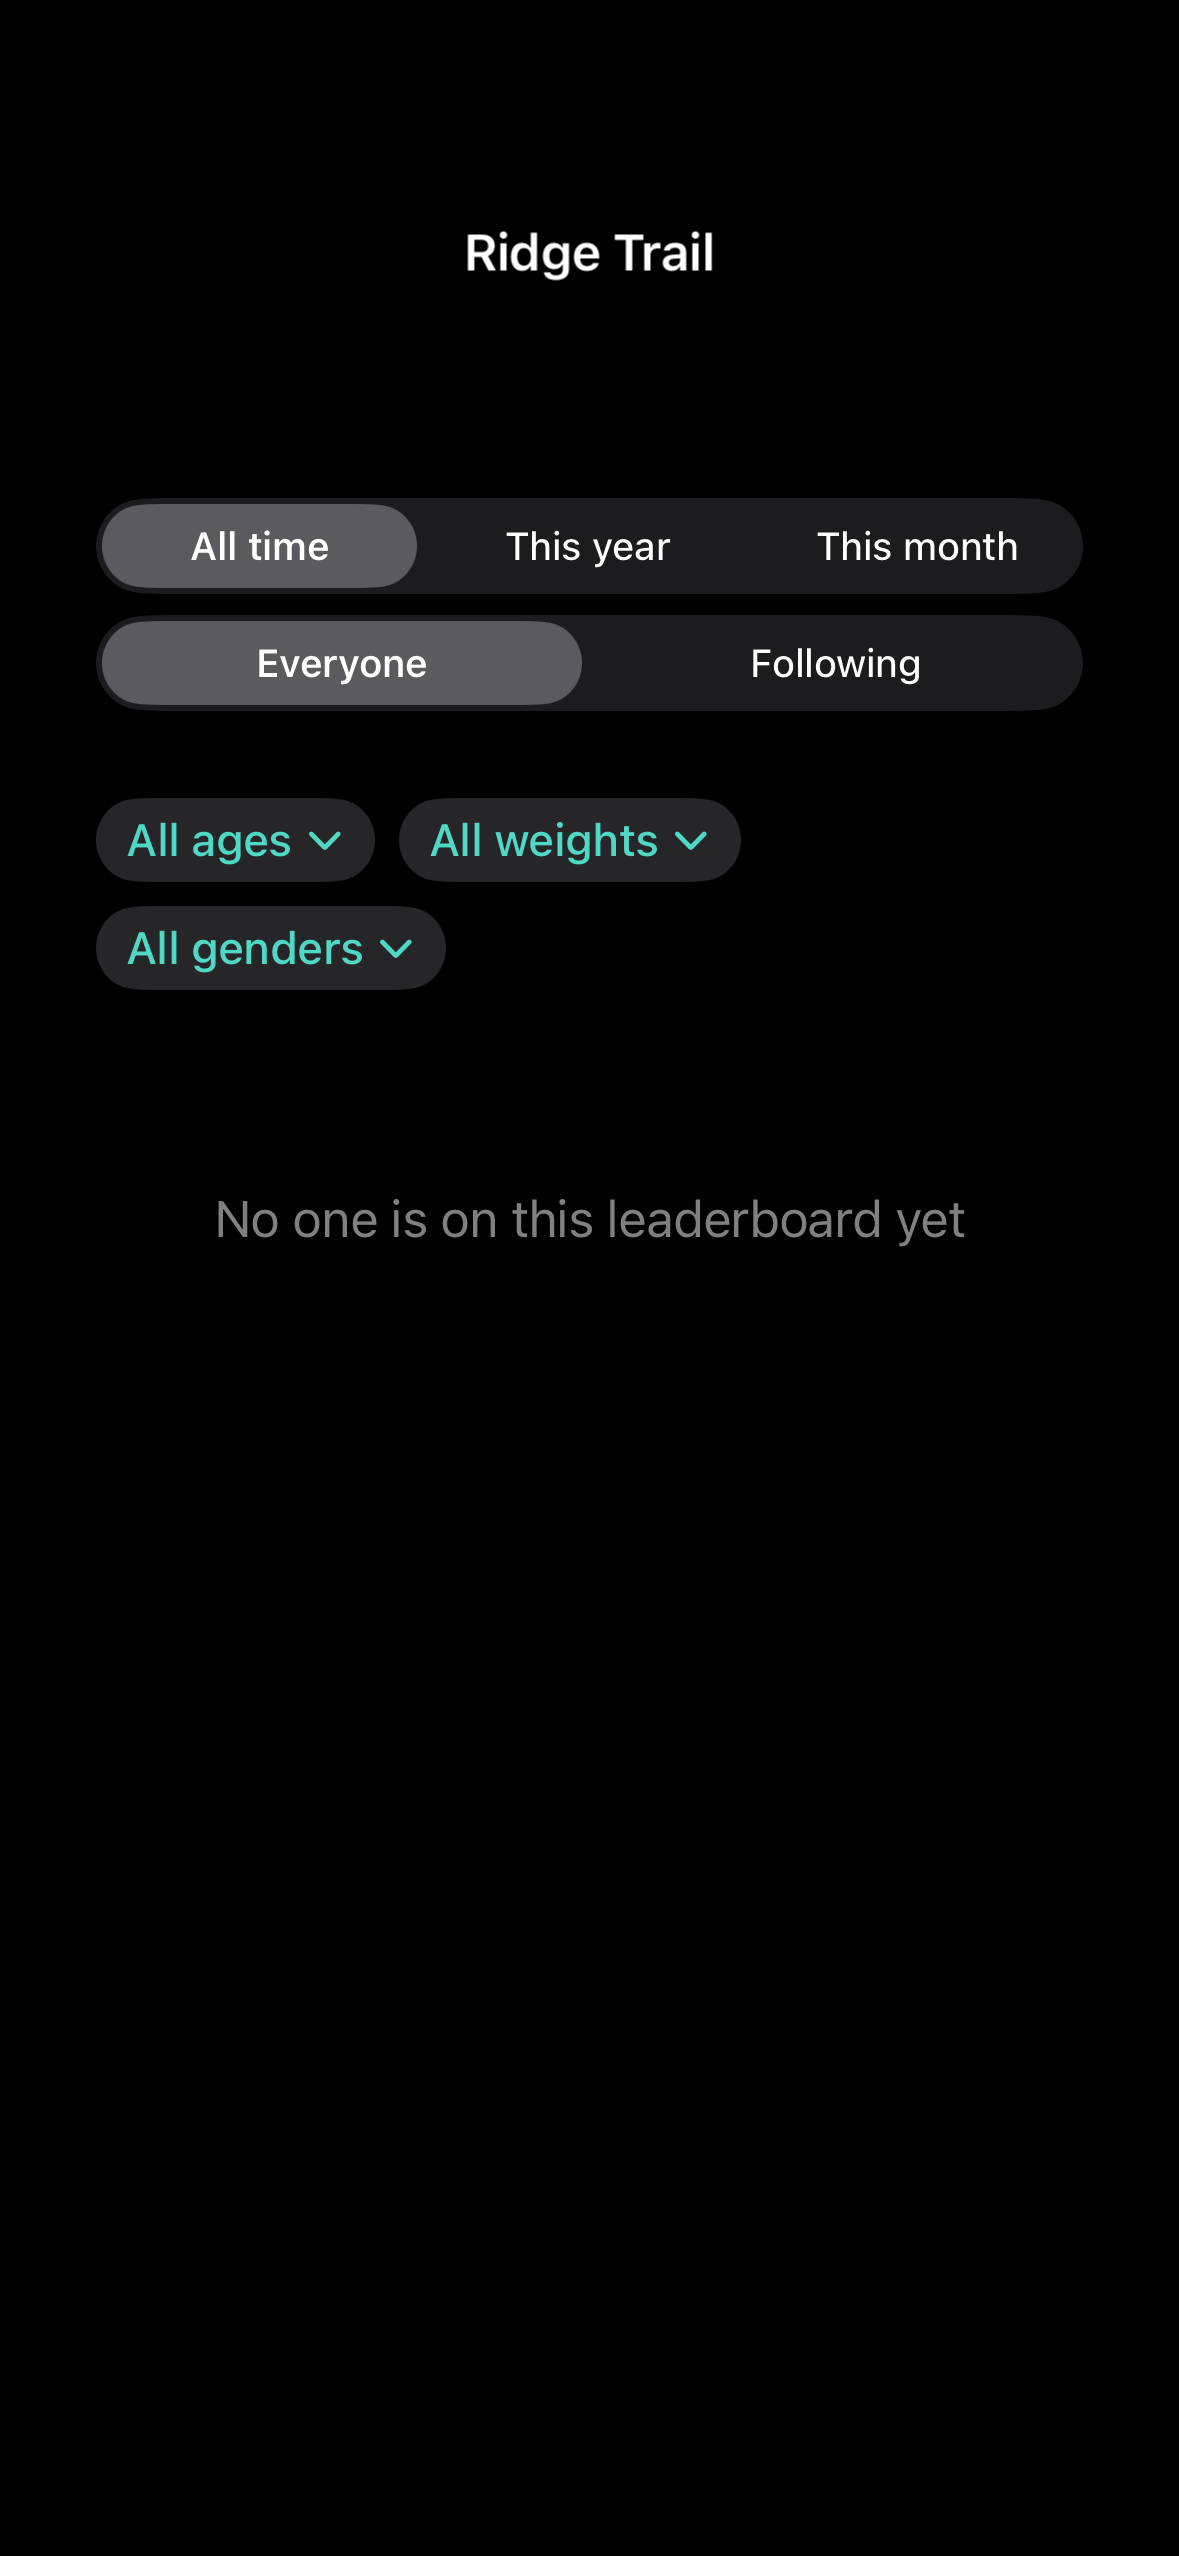 Ridge Trail
All time This year This month
Everyone Following
All ages All weights
All genders
No one is on this leaderboard yet